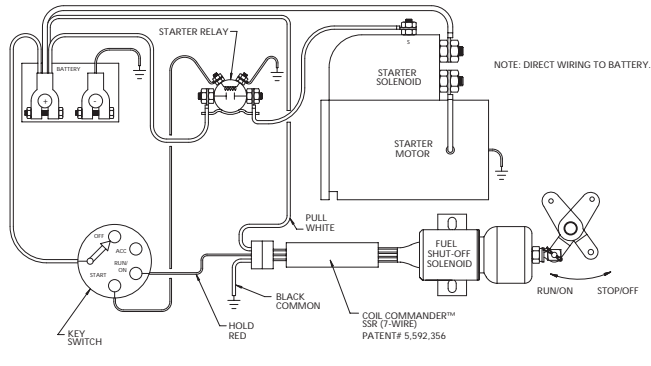 STARTER RELAY
S
BATTERY
+
-
STARTER
SOLENOID
NOTE: DIRECT WIRING TO BATTERY.
STARTER
MOTOR
PULL
WHITE
OFF
ACC
RUN/
ON
START
FUEL
SHUT-OFF
SOLENOID
RUN/ON
STOP/OFF
BLACK
COMMON
HOLD
RED
KEY
SWITCH
COIL COMMANDER™
SSR (7-WIRE)
PATENT# 5,592,356